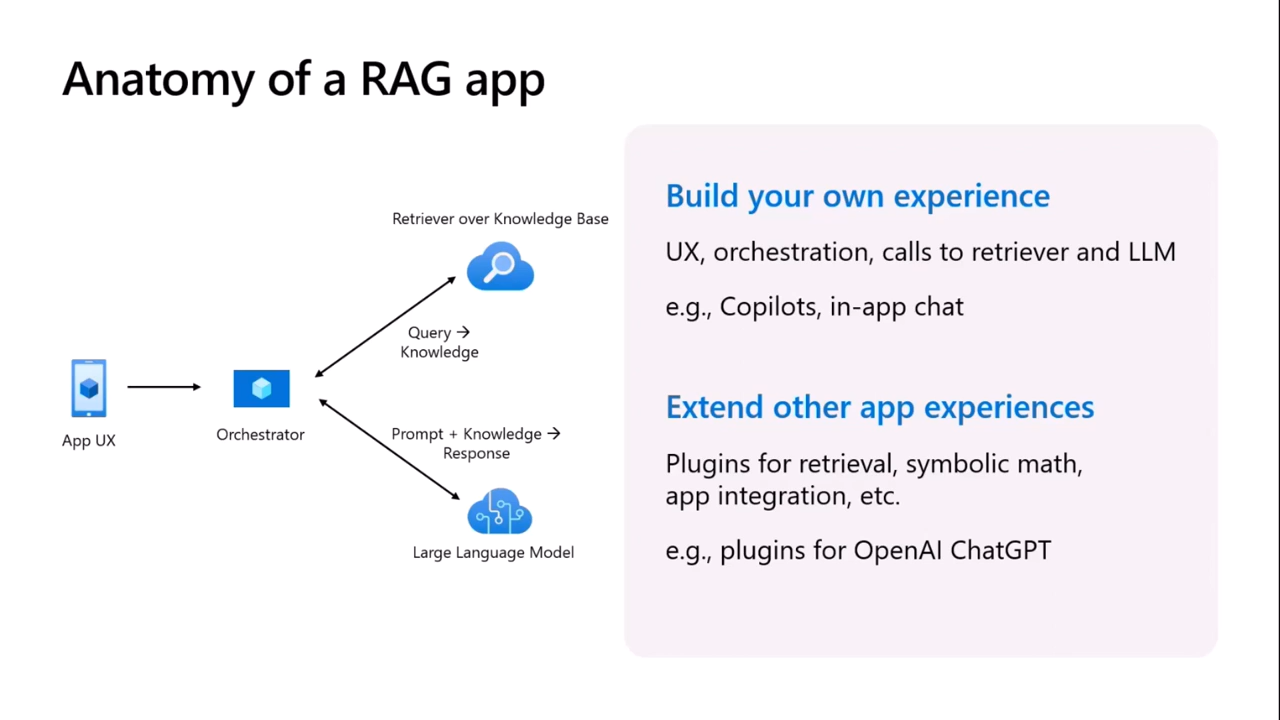 Anatomy of a RAG app
Retriever over Knowledge Base
Query →
Knowledge
App UX
Orchestrator
Prompt + Knowledge →
Response
Large Language Model
Build your own experience
UX, orchestration, calls to retriever and LLM
e.g., Copilots, in-app chat
Extend other app experiences
Plugins for retrieval, symbolic math,
app integration, etc.
e.g., plugins for OpenAI ChatGPT